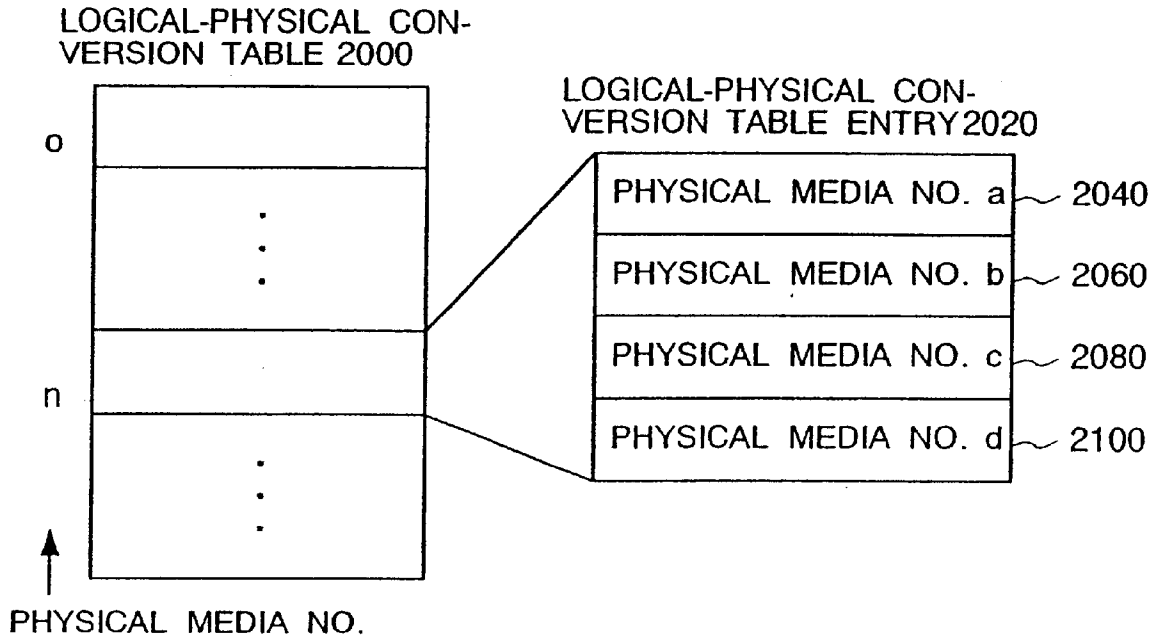 LOGICAL-PHYSICAL CON-
VERSION TABLE 2000
o
n
PHYSICAL MEDIA NO.
LOGICAL-PHYSICAL CON-
VERSION TABLE ENTRY2020
PHYSICAL MEDIA NO. a 2040
PHYSICAL MEDIA NO. b 2060
PHYSICAL MEDIA NO. c 2080
PHYSICAL MEDIA NO. d 2100